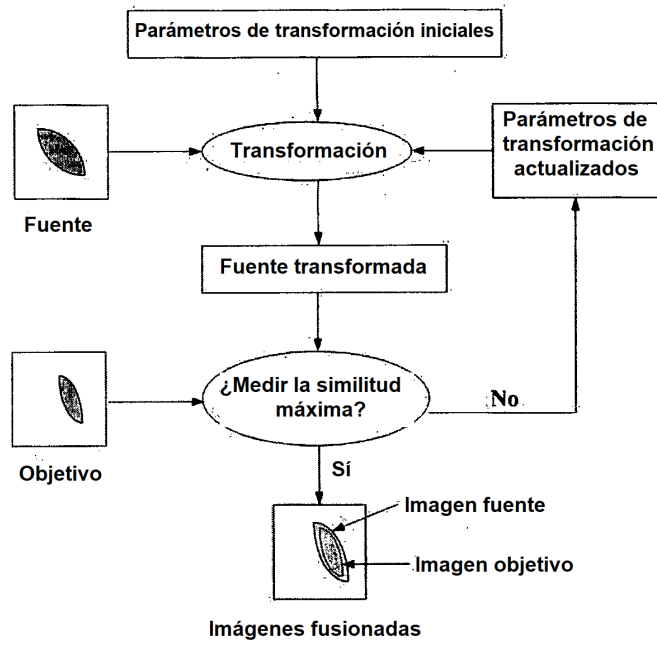 Parámetros de transformación iniciales
Parámetros de
transformación
actualizados
Transformación
Fuente
Fuente transformada
¿Medir la similitud
máxima?
No
Objetivo
Sí
Imagen fuente
Imagen objetivo
Imágenes fusionadas